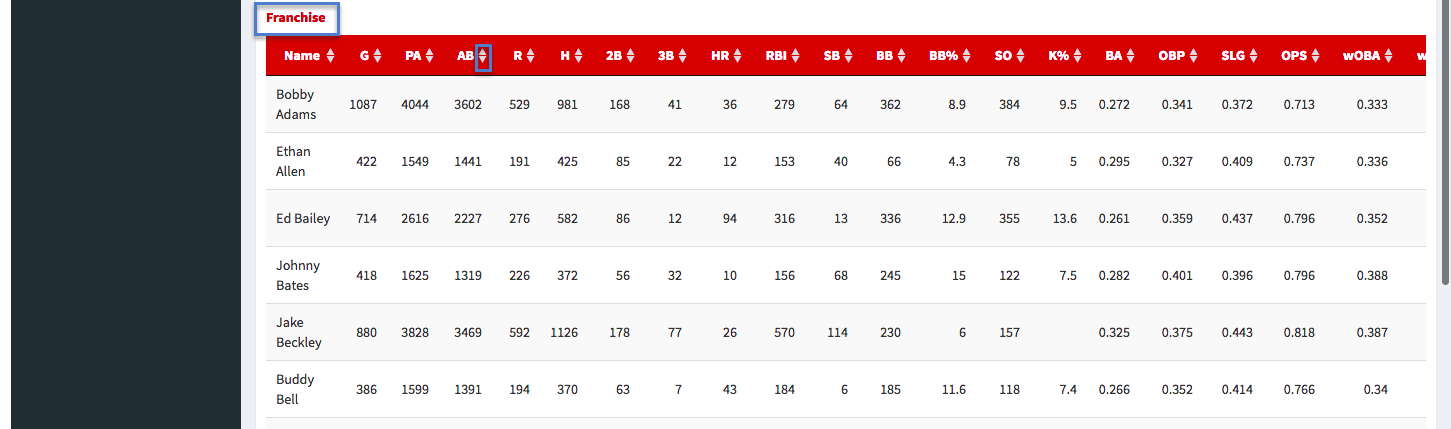 Franchise
Name G PA AB R H 2B 3B HR RBI SB BB BB% SO K% BA OBP SLG OPS wOBA w
Bobby
Adams 1087 4044 3602 529 981 168 41 36 279 64 362 8.9 384 9.5 0.272 0.341 0.372 0.713 0.333
Ethan
Allen 422 1549 1441 191 425 85 22 12 153 40 66 4.3 78 5 0.295 0.327 0.409 0.737 0.336
Ed Bailey 714 2616 2227 276 582 86 12 94 316 13 336 12.9 355 13.6 0.261 0.359 0.437 0.796 0.352
Johnny
Bates 418 1625 1319 226 372 56 32 10 156 68 245 15 122 7.5 0.282 0.401 0.396 0.796 0.388
Jake
Beckley 880 3828 3469 592 1126 178 77 26 570 114 230 6 157 0.325 0.375 0.443 0.818 0.387
Buddy
Bell 386 1599 1391 194 370 63 7 43 184 6 185 11.6 118 7.4 0.266 0.352 0.414 0.766 0.34